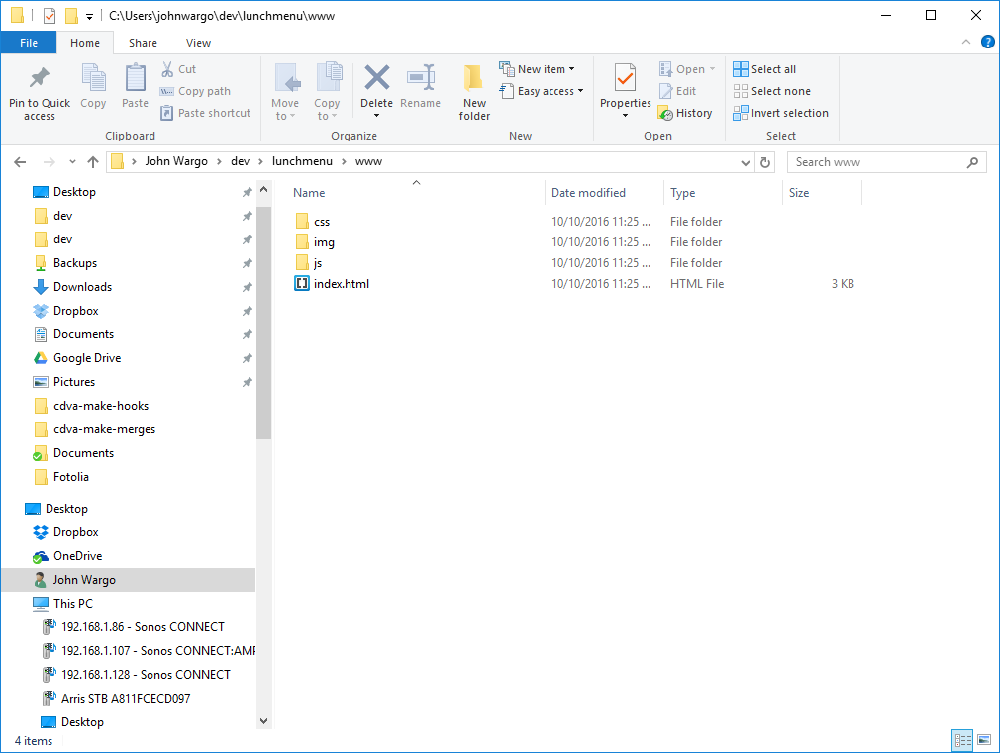 C:\Users\johnwargo\dev\lunchmenu\www
File Home Share View
Pin to Quick access
Copy
Paste
Cut
Copy path
Paste shortcut
Clipboard
Move to
Copy to
Delete
Rename
Organize
New folder
New item
Easy access
New
Properties
Open
Edit
History
Open
Select all
Select none
Invert selection
Select
John Wargo dev lunchmenu www
Search www
Name Date modified Type Size
css 10/10/2016 11:25 ... File folder
img 10/10/2016 11:25 ... File folder
js 10/10/2016 11:25 ... File folder
index.html 10/10/2016 11:25 ... HTML File 3 KB
Desktop
dev
dev
Backups
Downloads
Dropbox
Documents
Google Drive
Pictures
cdva-make-hooks
cdva-make-merges
Documents
Fotolia
Desktop
Dropbox
OneDrive
John Wargo
This PC
192.168.1.86 - Sonos CONNECT
192.168.1.107 - Sonos CONNECT:AMP
192.168.1.128 - Sonos CONNECT
Arris STB A811FCECD097
Desktop
4 items